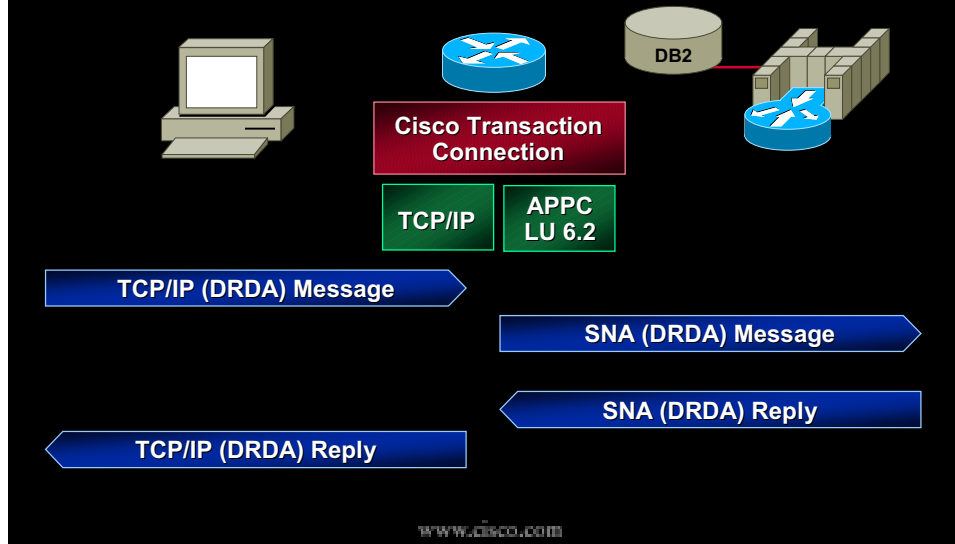 DB2
Cisco Transaction
Connection
TCP/IP
APPC
LU 6.2
TCP/IP (DRDA) Message
SNA (DRDA) Message
SNA (DRDA) Reply
TCP/IP (DRDA) Reply
www.cisco.com